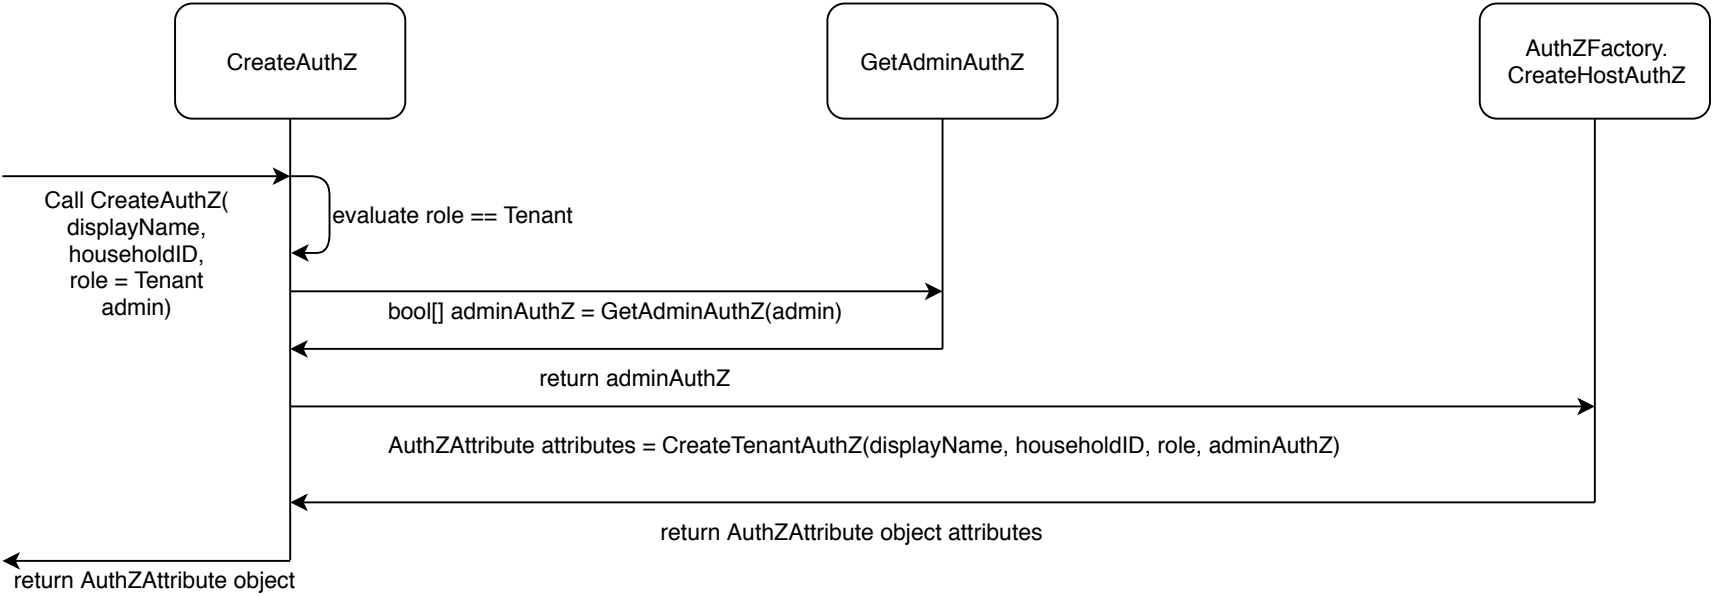 CreateAuthZ
GetAdminAuthZ
AuthZFactory.
CreateHostAuthZ
Call CreateAuthZ(
displayName,
householdID,
role = Tenant
admin)
evaluate role == Tenant
bool[] adminAuthZ = GetAdminAuthZ(admin)
return adminAuthZ
AuthZAttribute attributes = CreateTenantAuthZ(displayName, householdID, role, adminAuthZ)
return AuthZAttribute object attributes
return AuthZAttribute object